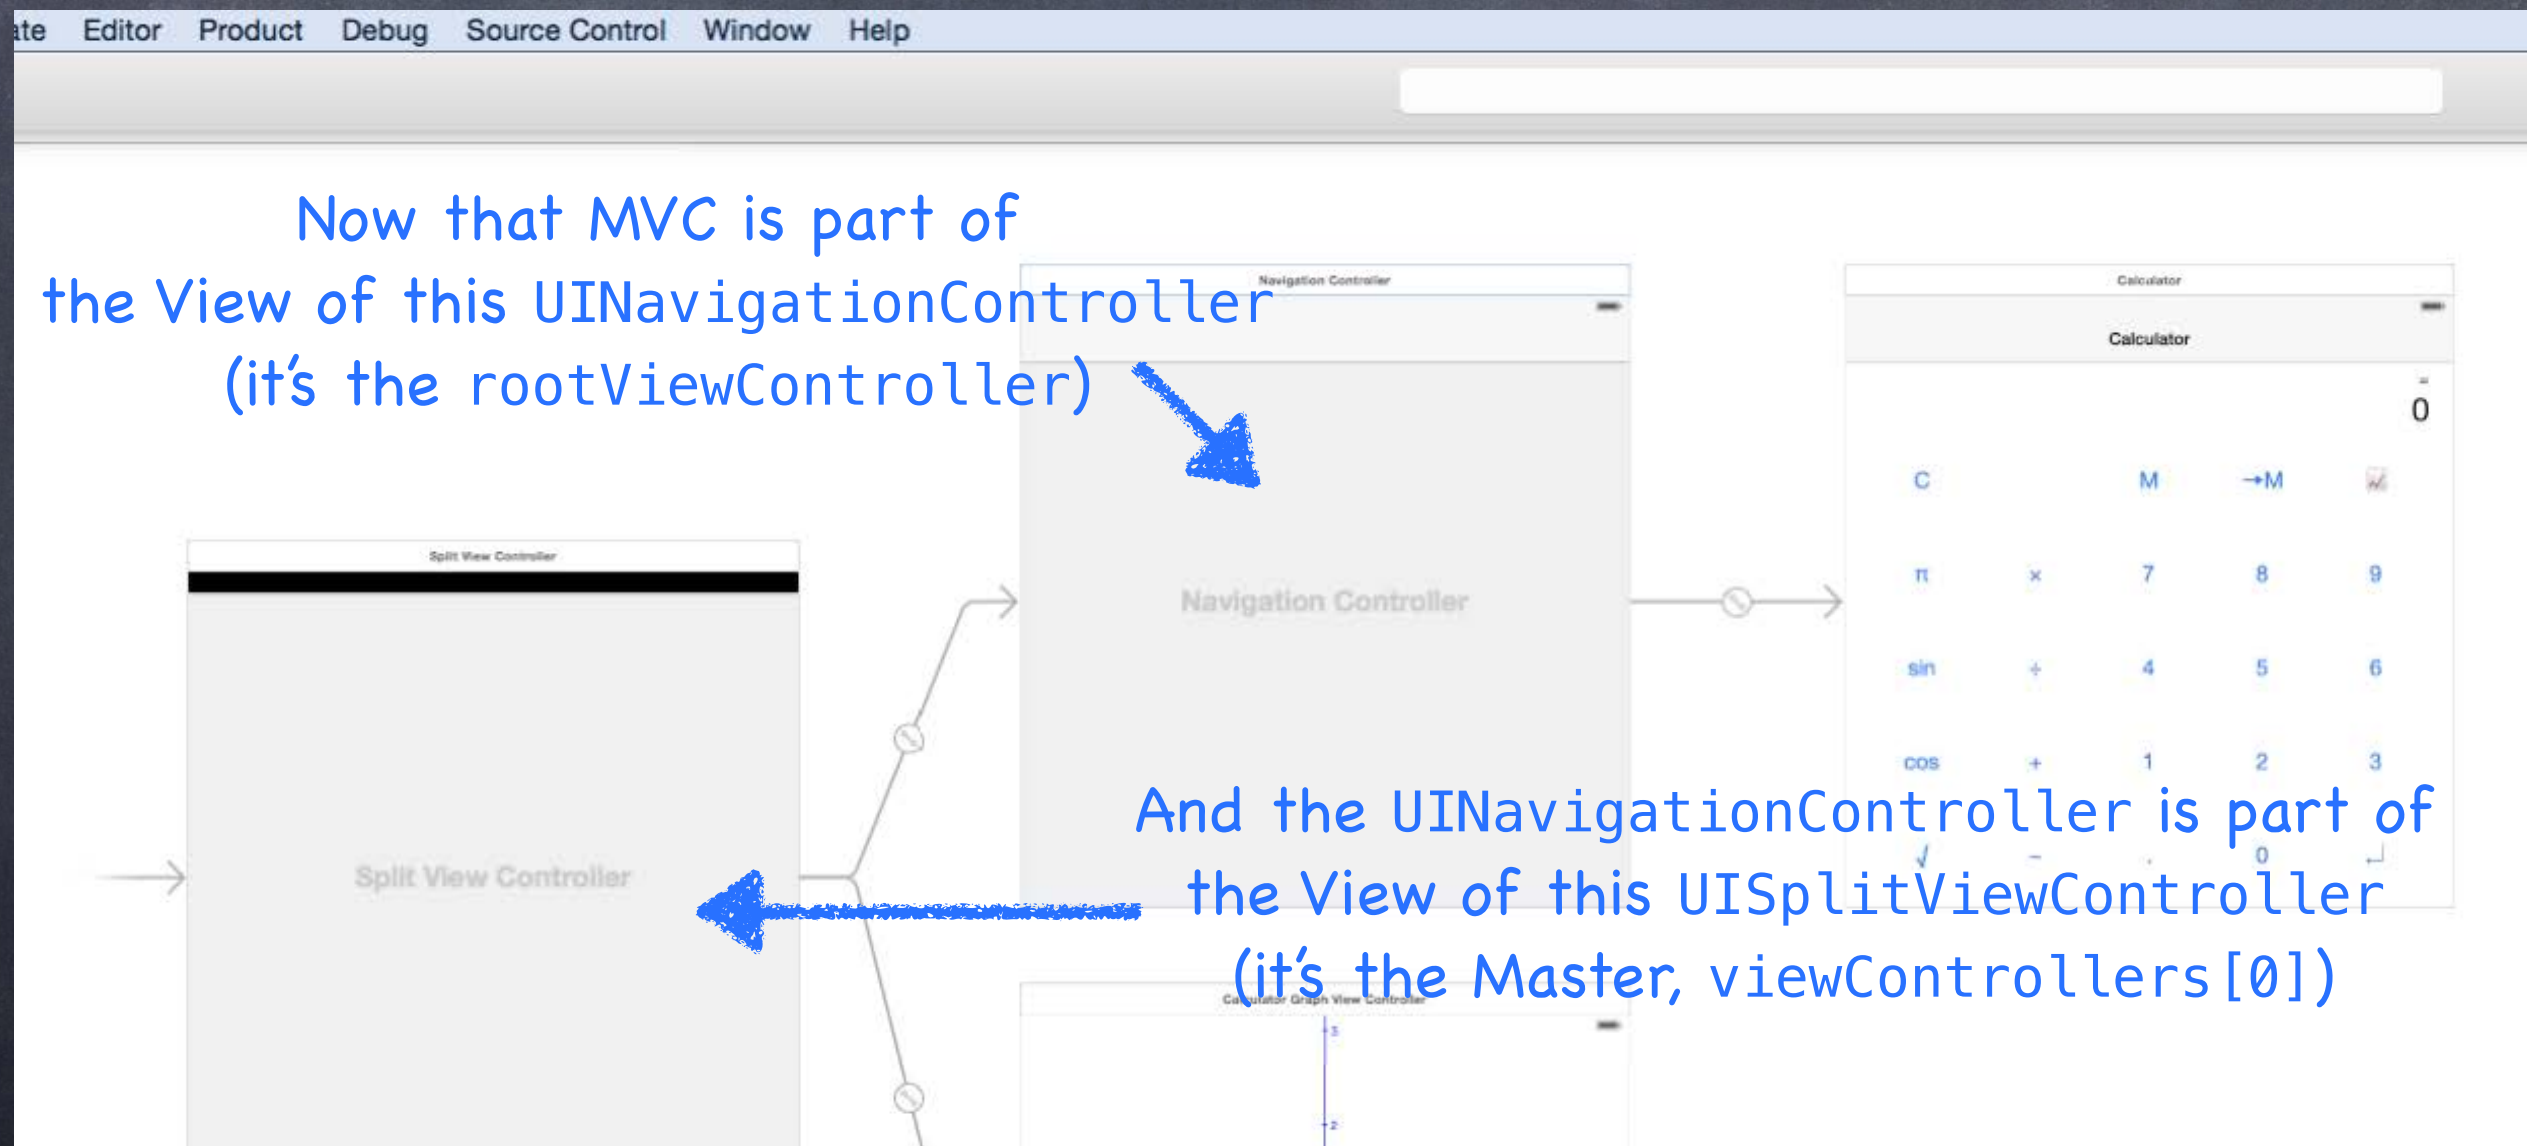 ate Editor Product Debug Source Control Window Help
Now that MVC is part of
the View of this UINavigationController
(it's the rootViewController)
Navigation Controller
Navigation Controller
Calculator
Calculator
0
C M →M
π × 7 8 9
sin ÷ 4 5 6
cos + 1 2 3
√ − . 0 ↵
Split View Controller
Split View Controller
And the UINavigationController is part of
the View of this UISplitViewController
(it's the Master, viewControllers[0])
Calculator Graph View Controller
3
2